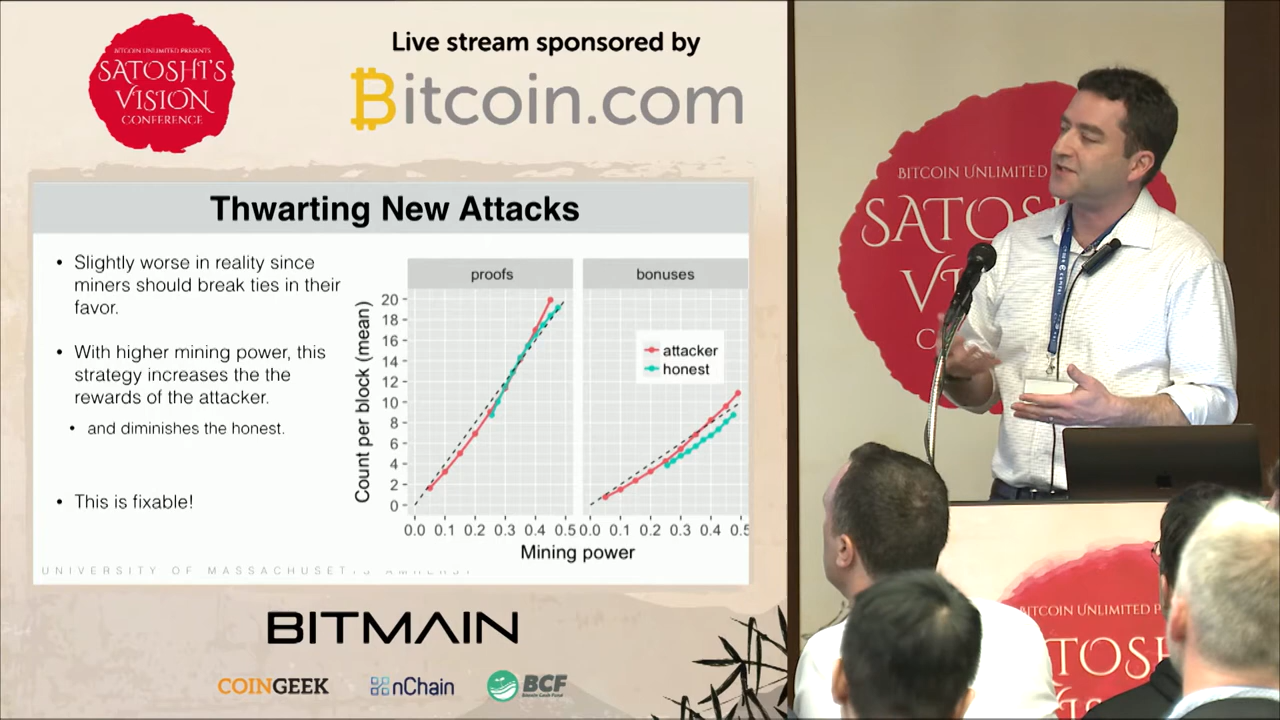 BITCOIN UNLIMITED PRESENTS
SATOSHI'S
VISION
CONFERENCE
Live stream sponsored by
Bitcoin.com
Thwarting New Attacks
• Slightly worse in reality since
miners should break ties in their
favor.
• With higher mining power, this
strategy increases the the
rewards of the attacker.
• and diminishes the honest.
• This is fixable!
proofs
bonuses
Count per block (mean)
20
18
16
14
12
10
8
6
4
2
0
attacker
honest
0.0 0.1 0.2 0.3 0.4 0.5
0.0 0.1 0.2 0.3 0.4 0.5
Mining power
UNIVERSITY OF MASSACHUSETTS AMHERST
BITMAIN
COINGEEK
nChain
BCF
BITCOIN UNLIMITED
SATOSH
V
C
BITCOIN UNLIMITED P
TOSH